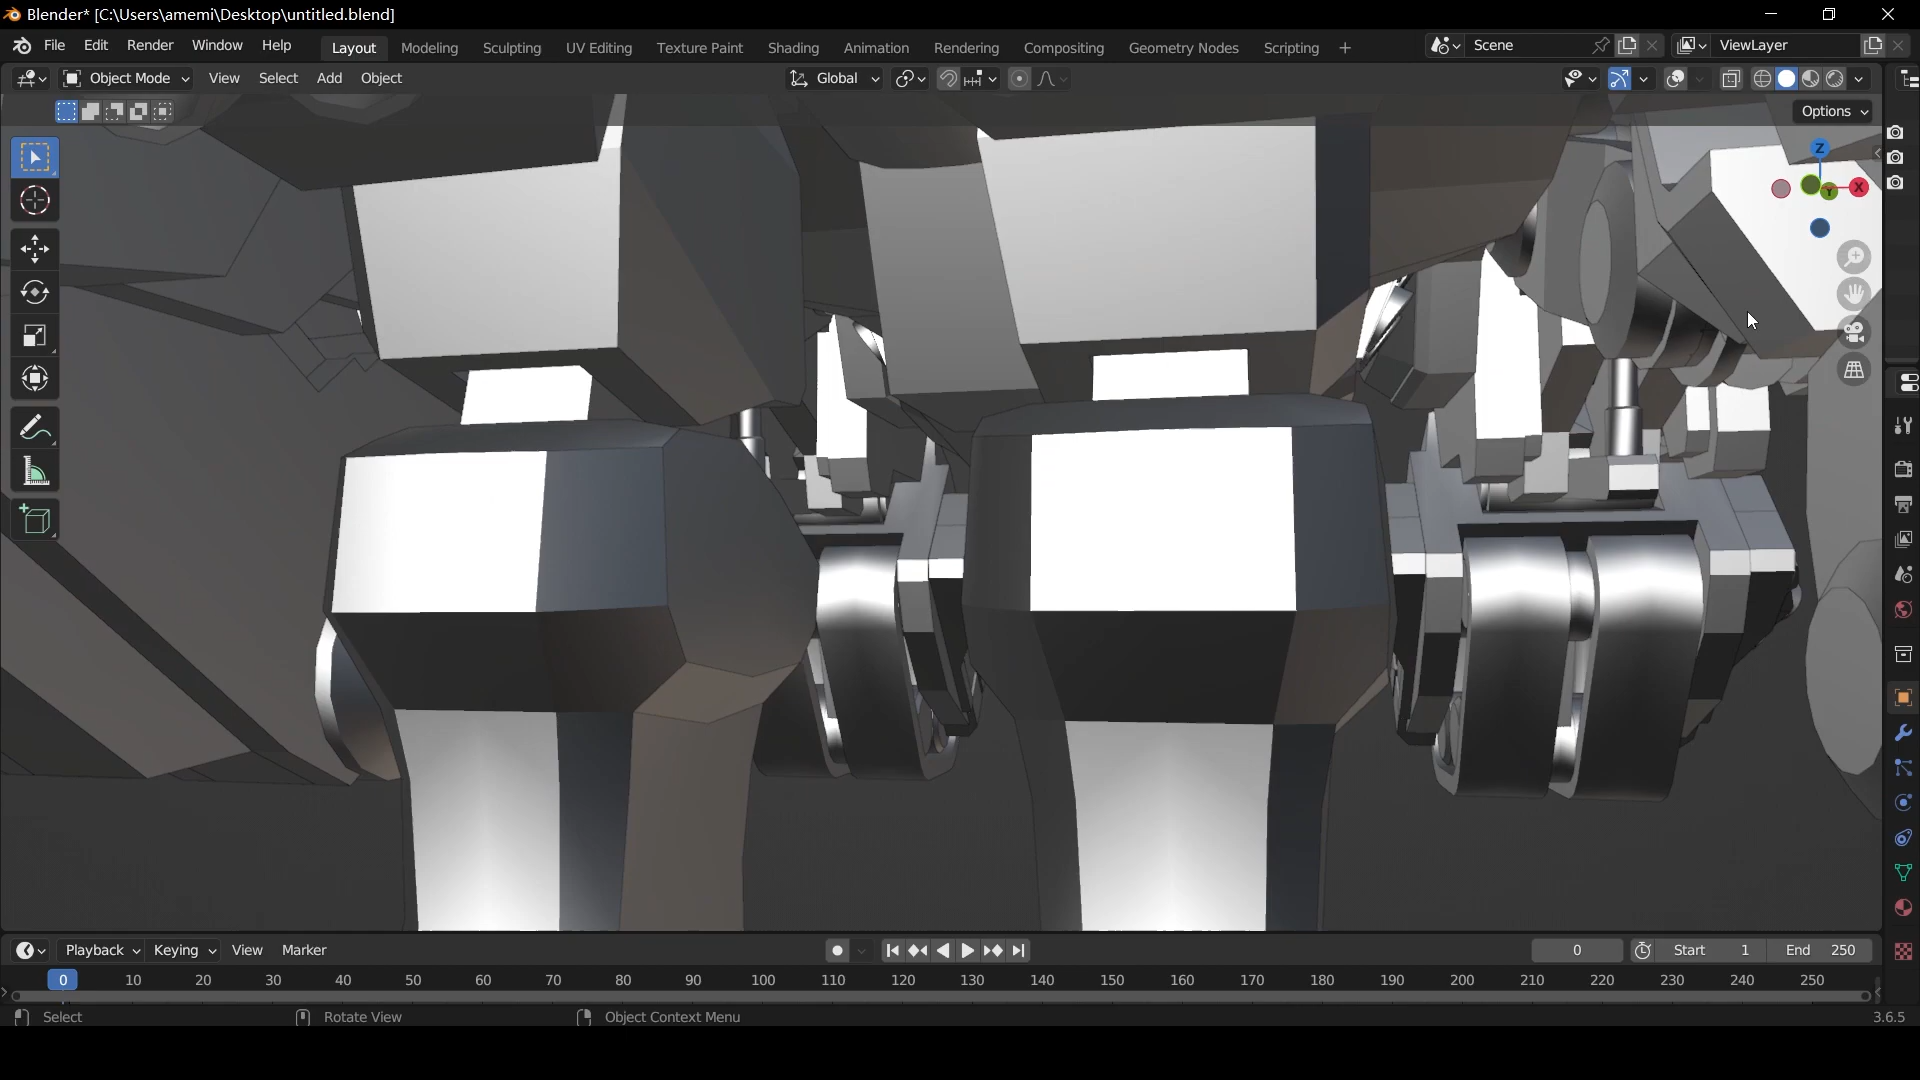 Blender* [C:\Users\amemi\Desktop\untitled.blend]
File Edit Render Window Help Layout Modeling Sculpting UV Editing Texture Paint Shading Animation Rendering Compositing Geometry Nodes Scripting + Scene ViewLayer
Object Mode View Select Add Object Global
Options
Z
X
Y
Playback Keying View Marker 0 Start 1 End 250
0 10 20 30 40 50 60 70 80 90 100 110 120 130 140 150 160 170 180 190 200 210 220 230 240 250
Select Rotate View Object Context Menu 3.6.5